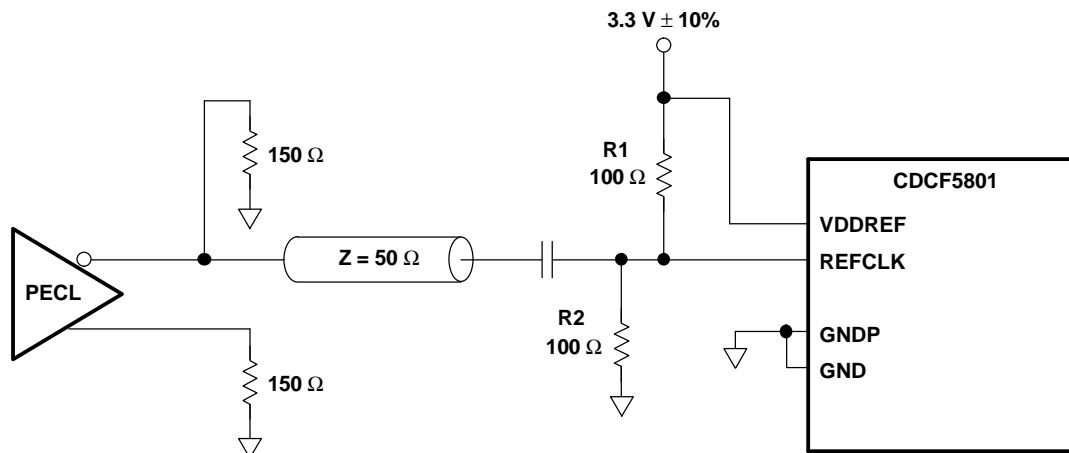 3.3 V ± 10%
150 Ω
R1
100 Ω
CDCF5801
VDDREF
REFCLK
Z = 50 Ω
PECL
R2
100 Ω
GNDP
GND
150 Ω